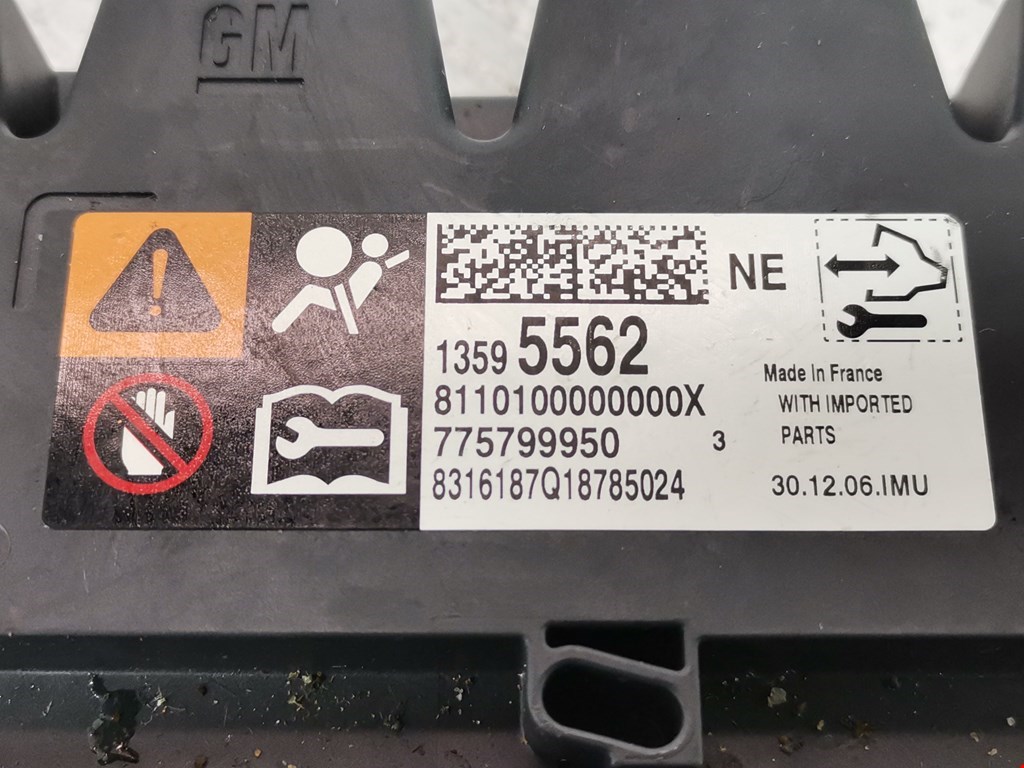 GM
NE
1359 5562
8110100000000X
775799950 3
8316187Q18785024
Made In France
WITH IMPORTED
PARTS
30.12.06.IMU